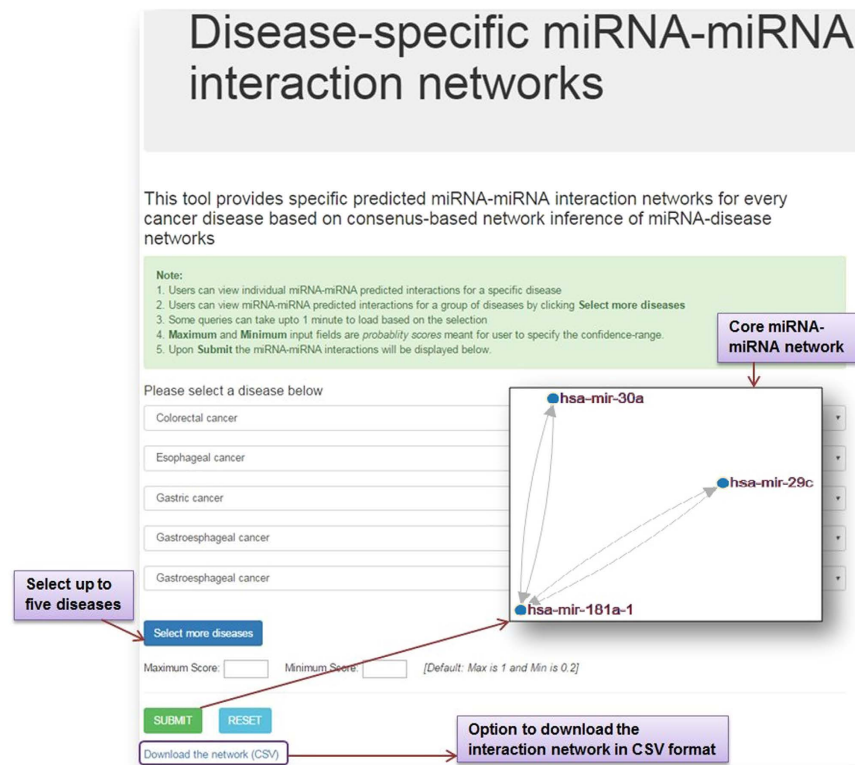 Disease-specific miRNA-miRNA
interaction networks
This tool provides specific predicted miRNA-miRNA interaction networks for every
cancer disease based on consenus-based network inference of miRNA-disease
networks
Note:
1. Users can view individual miRNA-miRNA predicted interactions for a specific disease
2. Users can view miRNA-miRNA predicted interactions for a group of diseases by clicking Select more diseases
3. Some queries can take upto 1 minute to load based on the selection
4. Maximum and Minimum input fields are probablity scores meant for user to specify the confidence-range.
5. Upon Submit the miRNA-miRNA interactions will be displayed below.
Core miRNA-
miRNA network
Please select a disease below
Colorectal cancer
Esophageal cancer
Gastric cancer
Gastroesphageal cancer
Gastroesphageal cancer
hsa-mir-30a
hsa-mir-29c
hsa-mir-181a-1
Select up to
five diseases
Select more diseases
Maximum Score: Minimum Score: [Default: Max is 1 and Min is 0.2]
SUBMIT RESET
Download the network (CSV)
Option to download the
interaction network in CSV format